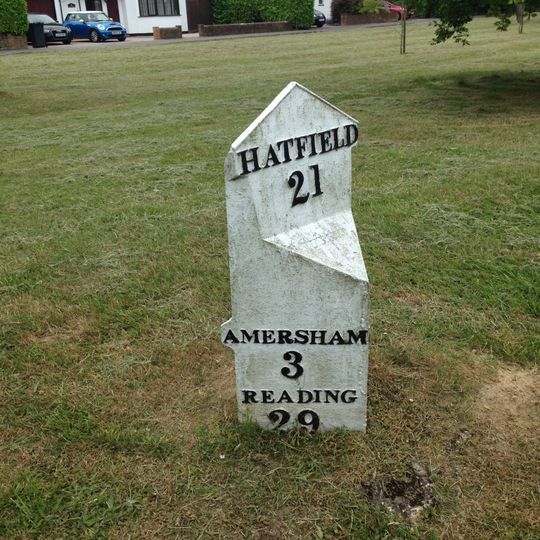 HATFIELD
21
AMERSHAM
3
READING
29